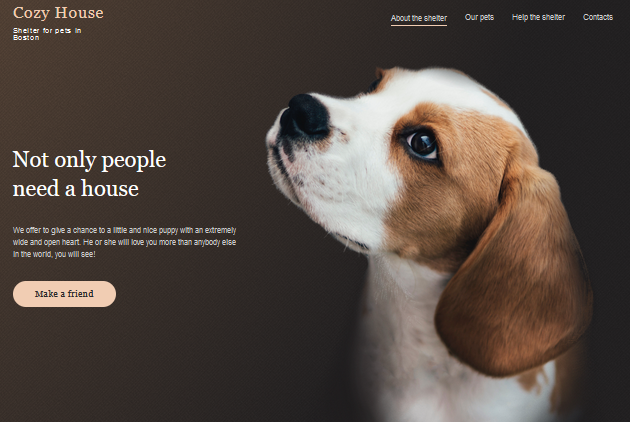 Cozy House
Shelter for pets in
Boston
About the shelter
Our pets
Help the shelter
Contacts
Not only people
need a house
We offer to give a chance to a little and nice puppy with an extremely
wide and open heart. He or she will love you more than anybody else
in the world, you will see!
Make a friend